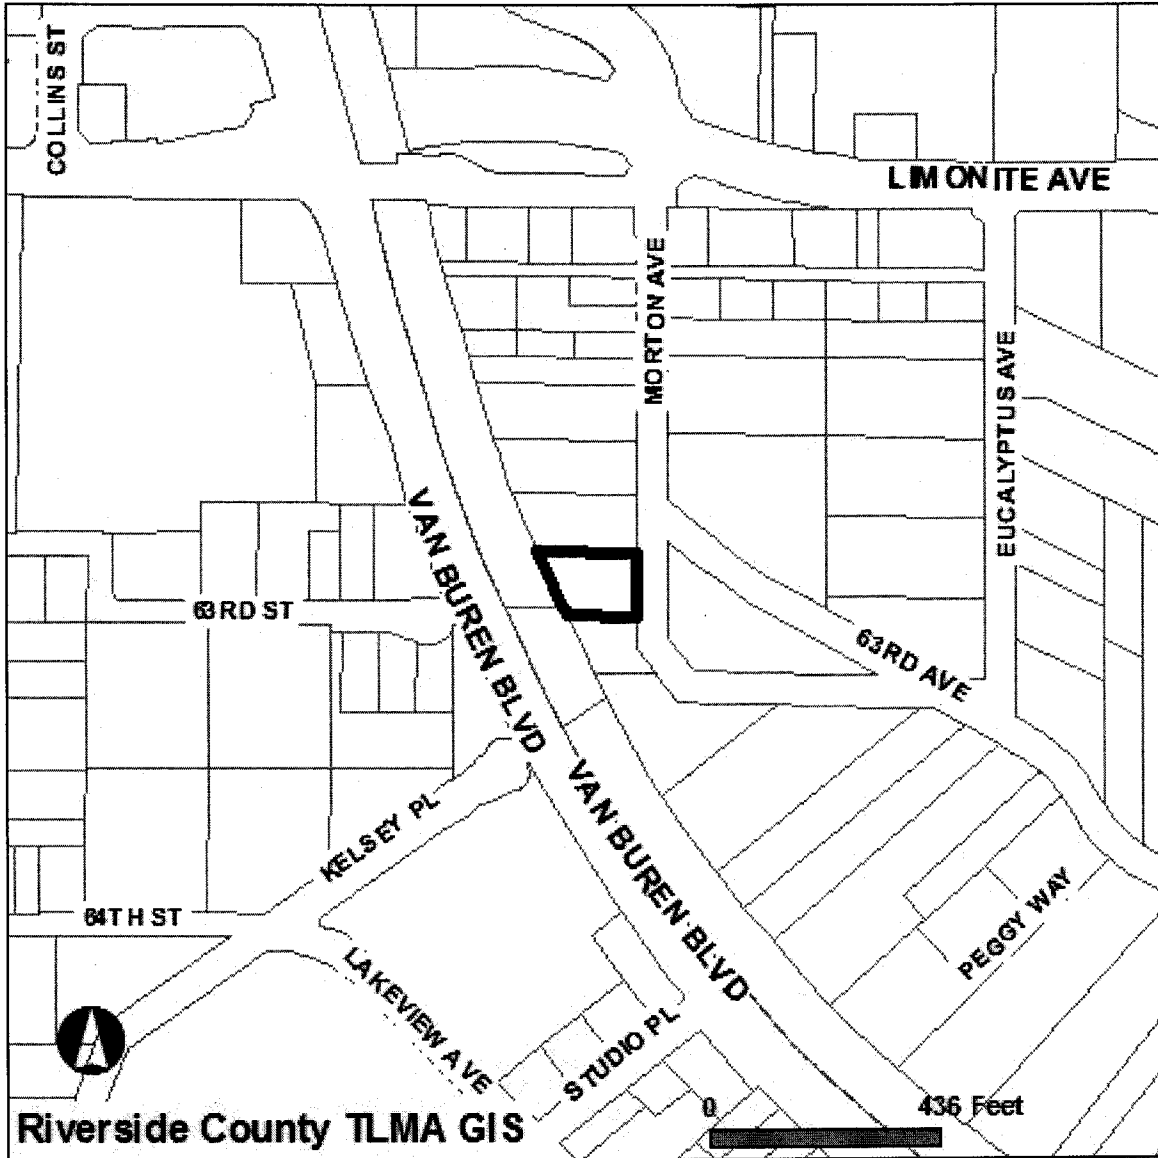 COLLINS ST
LIMONITE AVE
MORTON AVE
EUCALYPTUS AVE
VAN BUREN BLVD
63RD ST
63RD AVE
VAN BUREN BLVD
KELSEY PL
64TH ST
PEGGY WAY
LAKEVIEW AVE
STUDIO PL
0 436 Feet
Riverside County TLMA GIS